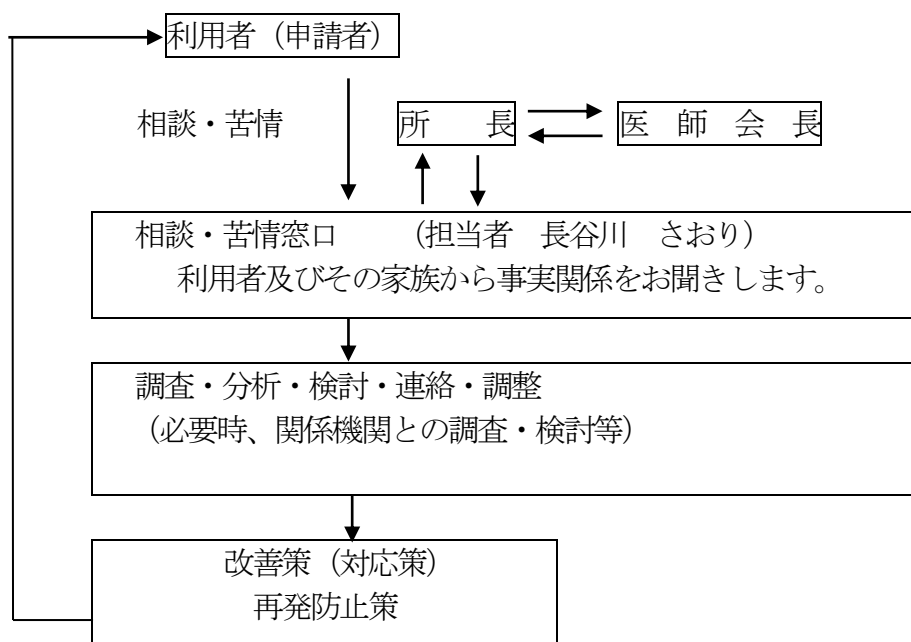 利用者（申請者）
相談・苦情
所　　長
医　師　会　長
相談・苦情窓口　　（担当者　長谷川　さおり）
利用者及びその家族から事実関係をお聞きします。
調査・分析・検討・連絡・調整
（必要時、関係機関との調査・検討等）
改善策（対応策）
再発防止策